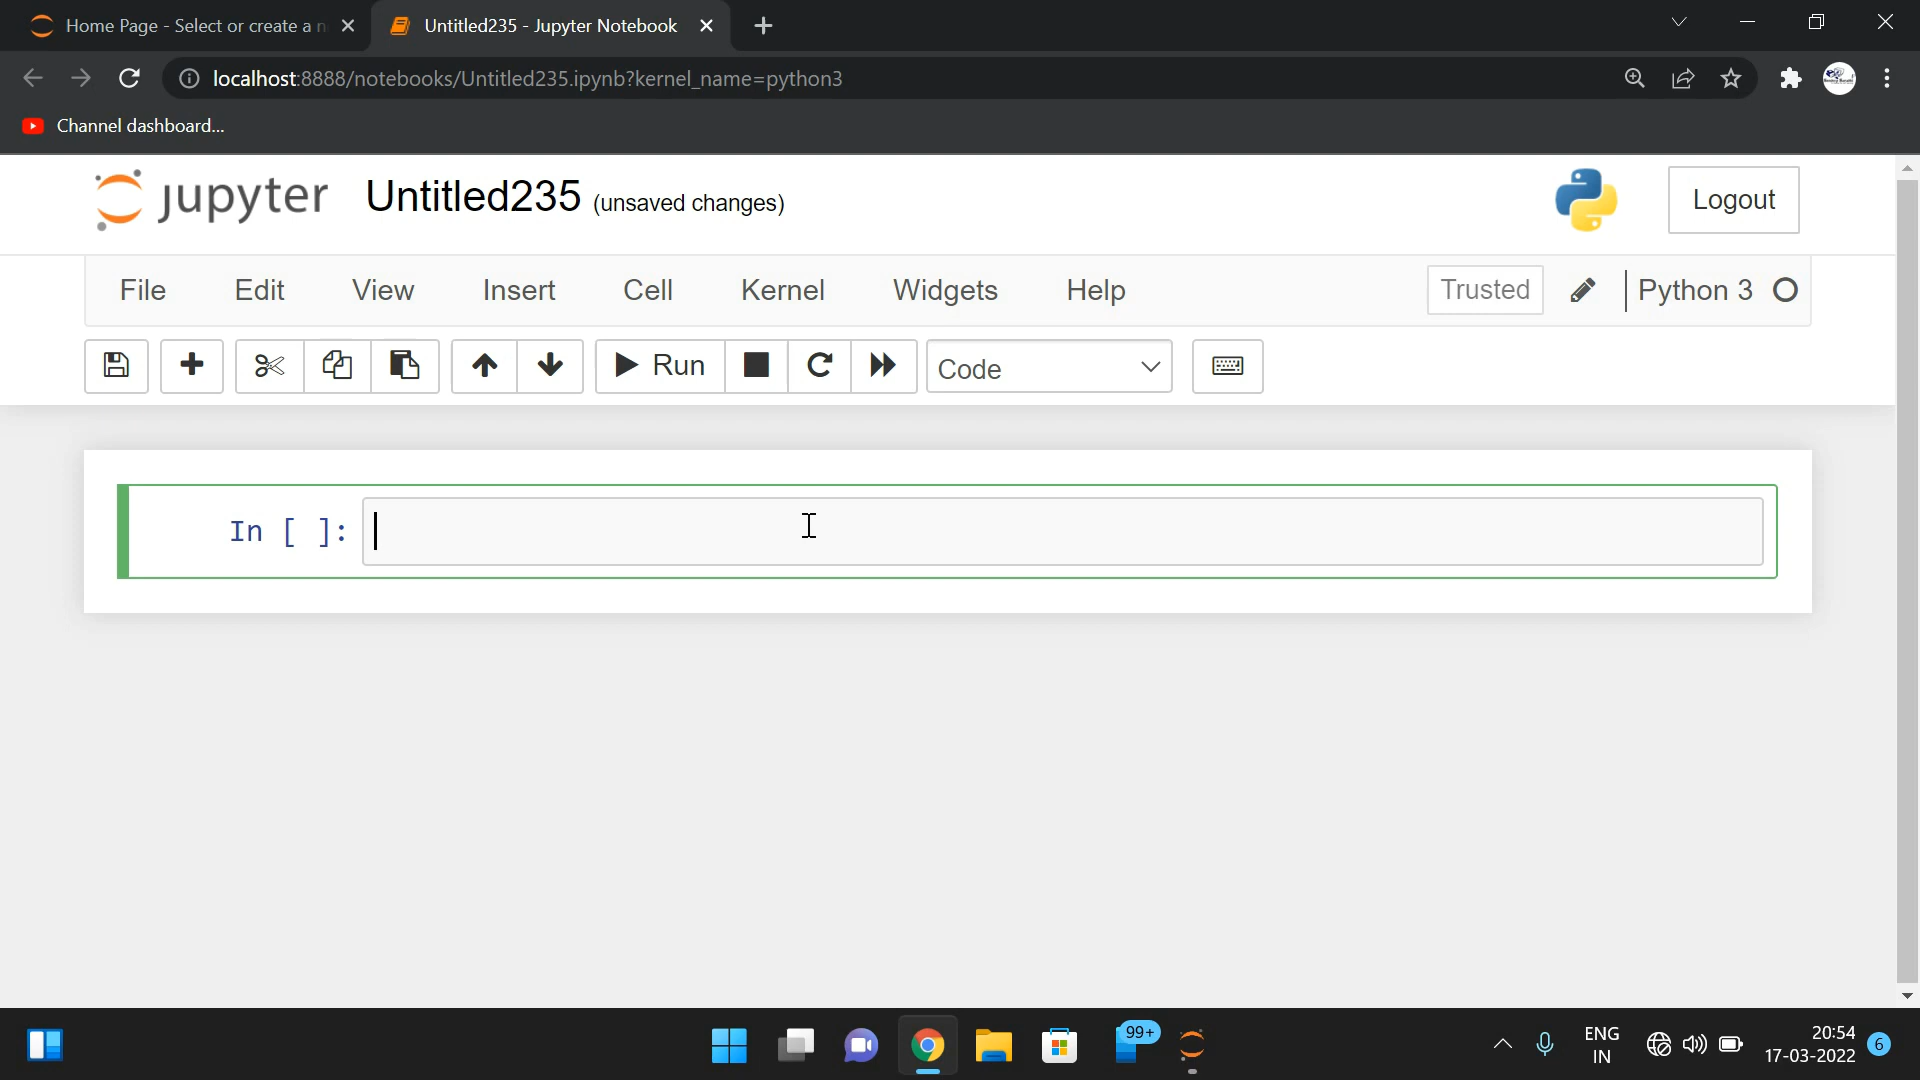 Home Page - Select or create a n
Untitled235 - Jupyter Notebook
localhost:8888/notebooks/Untitled235.ipynb?kernel_name=python3
Channel dashboard...
jupyter Untitled235 (unsaved changes)
Logout
File Edit View Insert Cell Kernel Widgets Help Trusted Python 3
Run Code
In [ ]:
99+
ENG
IN
20:54
17-03-2022
6